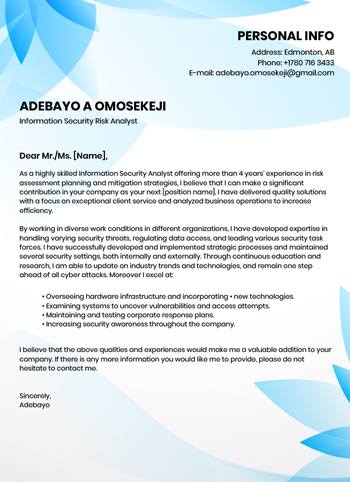 PERSONAL INFO
Address: Edmonton, AB
Phone: +1780 716 3433
E-mail: adebayo.omosekeji@gmail.com
ADEBAYO A OMOSEKEJI
Information Security Risk Analyst
Dear Mr./Ms. [Name],
As a highly skilled Information Security Analyst offering more than 4 years' experience in risk
assessment planning and mitigation strategies, I believe that I can make a significant
contribution in your company as your next [position name]. I have delivered quality solutions
with a focus on exceptional client service and analyzed business operations to increase
efficiency.
By working in diverse work conditions in different organizations, I have developed expertise in
handling varying security threats, regulating data access, and leading various security task
forces. I have successfully developed and implemented strategic processes and maintained
several security settings, both internally and externally. Through continuous education and
research, I am able to update on industry trends and technologies, and remain one step
ahead of all cyber attacks. Moreover I excel at:
• Overseeing hardware infrastructure and incorporating • new technologies.
• Examining systems to uncover vulnerabilities and access attempts.
• Maintaining and testing corporate response plans.
• Increasing security awareness throughout the company.
I believe that the above qualities and experiences would make me a valuable addition to your
company. If there is any more information you would like me to provide, please do not
hesitate to contact me.
Sincerely,
Adebayo